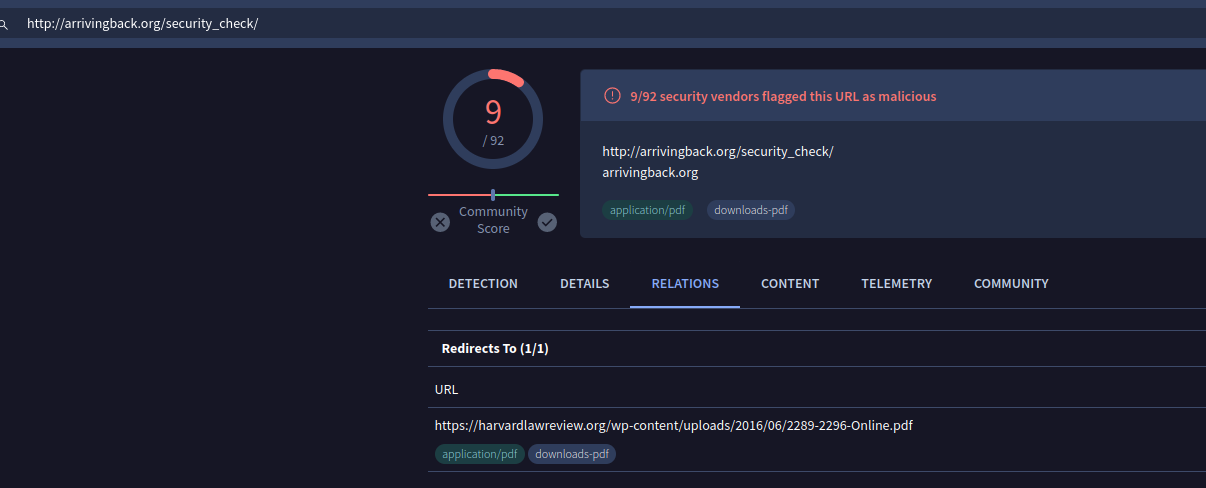 http://arrivingback.org/security_check/
9
/ 92
Community
Score
9/92 security vendors flagged this URL as malicious
http://arrivingback.org/security_check/
arrivingback.org
application/pdf downloads-pdf
DETECTION DETAILS RELATIONS CONTENT TELEMETRY COMMUNITY
Redirects To (1/1)
URL
https://harvardlawreview.org/wp-content/uploads/2016/06/2289-2296-Online.pdf
application/pdf downloads-pdf